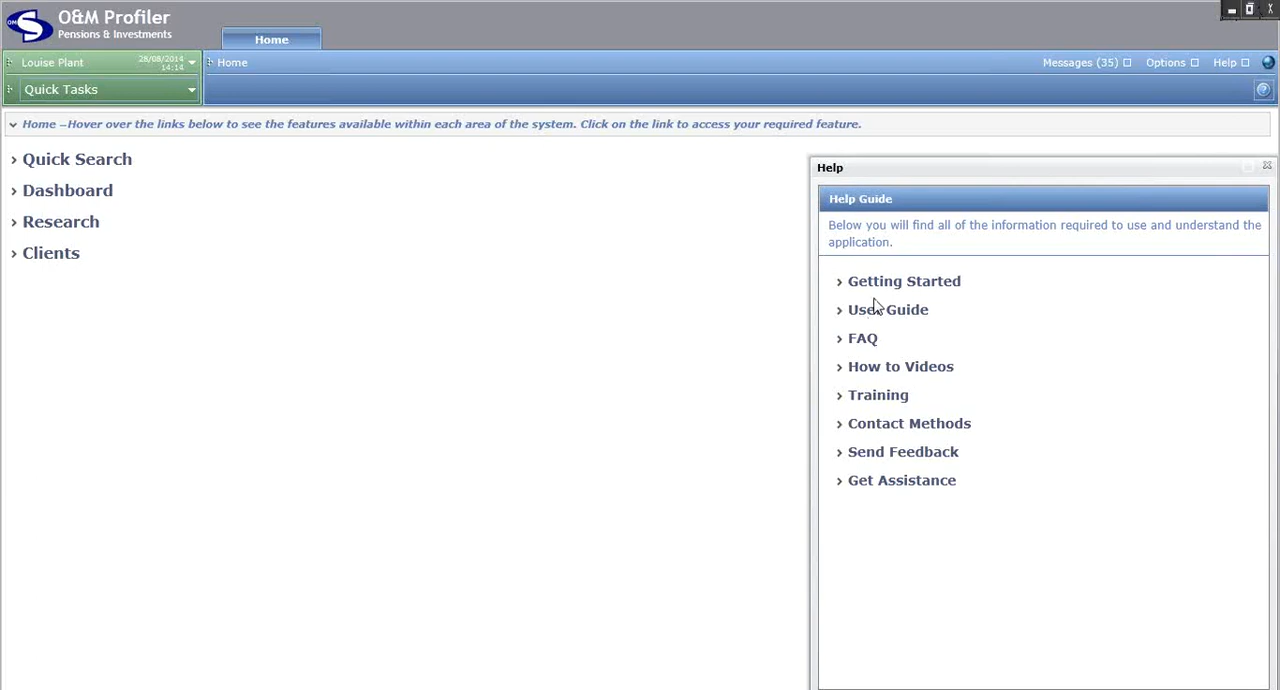 O&M Profiler
Pensions & Investments
OM
S
Home
Louise Plant
28/08/2014
14:14
Home
Messages (35)
Options
Help
Quick Tasks
Home –Hover over the links below to see the features available within each area of the system. Click on the link to access your required feature.
Quick Search
Dashboard
Research
Clients
Help
Help Guide
Below you will find all of the information required to use and understand the
application.
Getting Started
User Guide
FAQ
How to Videos
Training
Contact Methods
Send Feedback
Get Assistance